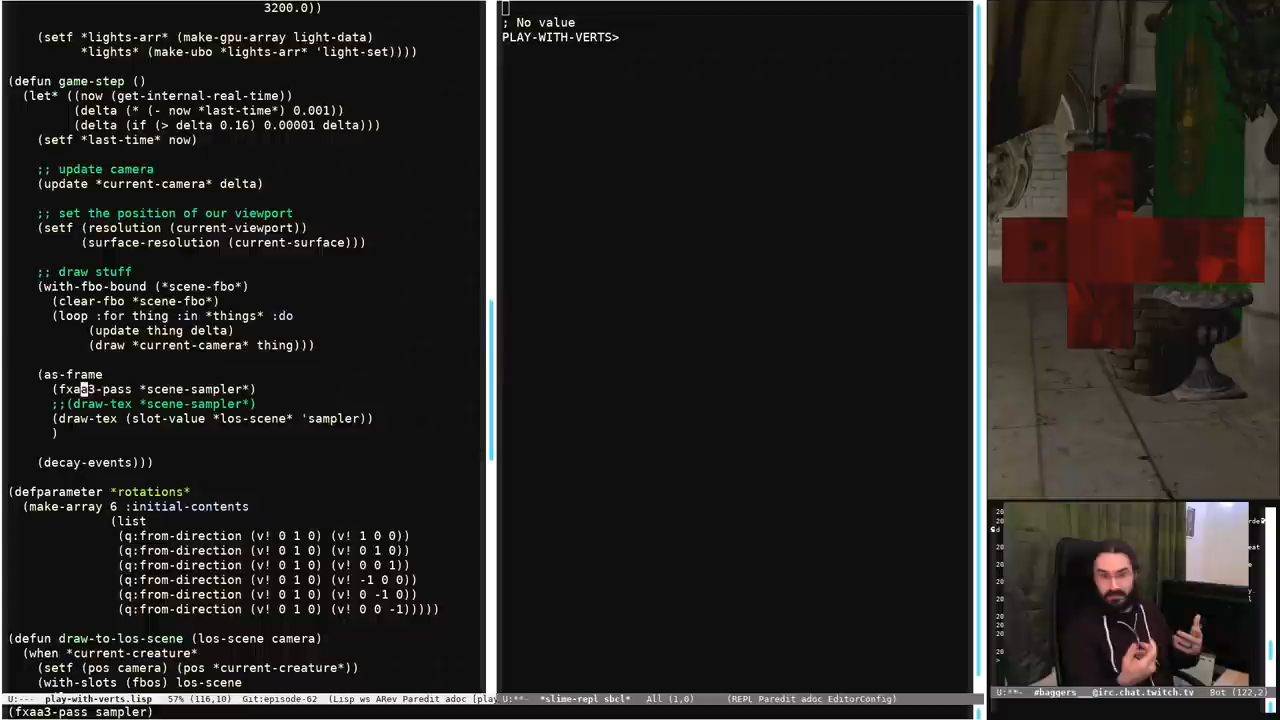 3200.0))
(setf *lights-arr* (make-gpu-array light-data)
*lights* (make-ubo *lights-arr* 'light-set))))
(defun game-step ()
(let* ((now (get-internal-real-time))
(delta (* (- now *last-time*) 0.001))
(delta (if (> delta 0.16) 0.00001 delta)))
(setf *last-time* now)
;; update camera
(update *current-camera* delta)
;; set the position of our viewport
(setf (resolution (current-viewport))
(surface-resolution (current-surface)))
;; draw stuff
(with-fbo-bound (*scene-fbo*)
(clear-fbo *scene-fbo*)
(loop :for thing :in *things* :do
(update thing delta)
(draw *current-camera* thing)))
(as-frame
(fxaa3-pass *scene-sampler*)
;;(draw-tex *scene-sampler*)
(draw-tex (slot-value *los-scene* 'sampler))
)
(decay-events)))
(defparameter *rotations*
(make-array 6 :initial-contents
(list
(q:from-direction (v! 0 1 0) (v! 1 0 0))
(q:from-direction (v! 0 1 0) (v! 0 1 0))
(q:from-direction (v! 0 1 0) (v! 0 0 1))
(q:from-direction (v! 0 1 0) (v! -1 0 0))
(q:from-direction (v! 0 1 0) (v! 0 -1 0))
(q:from-direction (v! 0 1 0) (v! 0 0 -1)))))
(defun draw-to-los-scene (los-scene camera)
(when *current-creature*
(setf (pos camera) (pos *current-creature*))
(with-slots (fbos) los-scene
U:--- play-with-verts.lisp 57% (116,10) Git:episode-62 (Lisp ws ARev Paredit adoc [play
(fxaa3-pass sampler)
; No value
PLAY-WITH-VERTS>
U:**- *slime-repl sbcl* All (1,0) (REPL Paredit adoc EditorConfig)
U:**- #baggers @irc.chat.twitch.tv Bot (122,2)